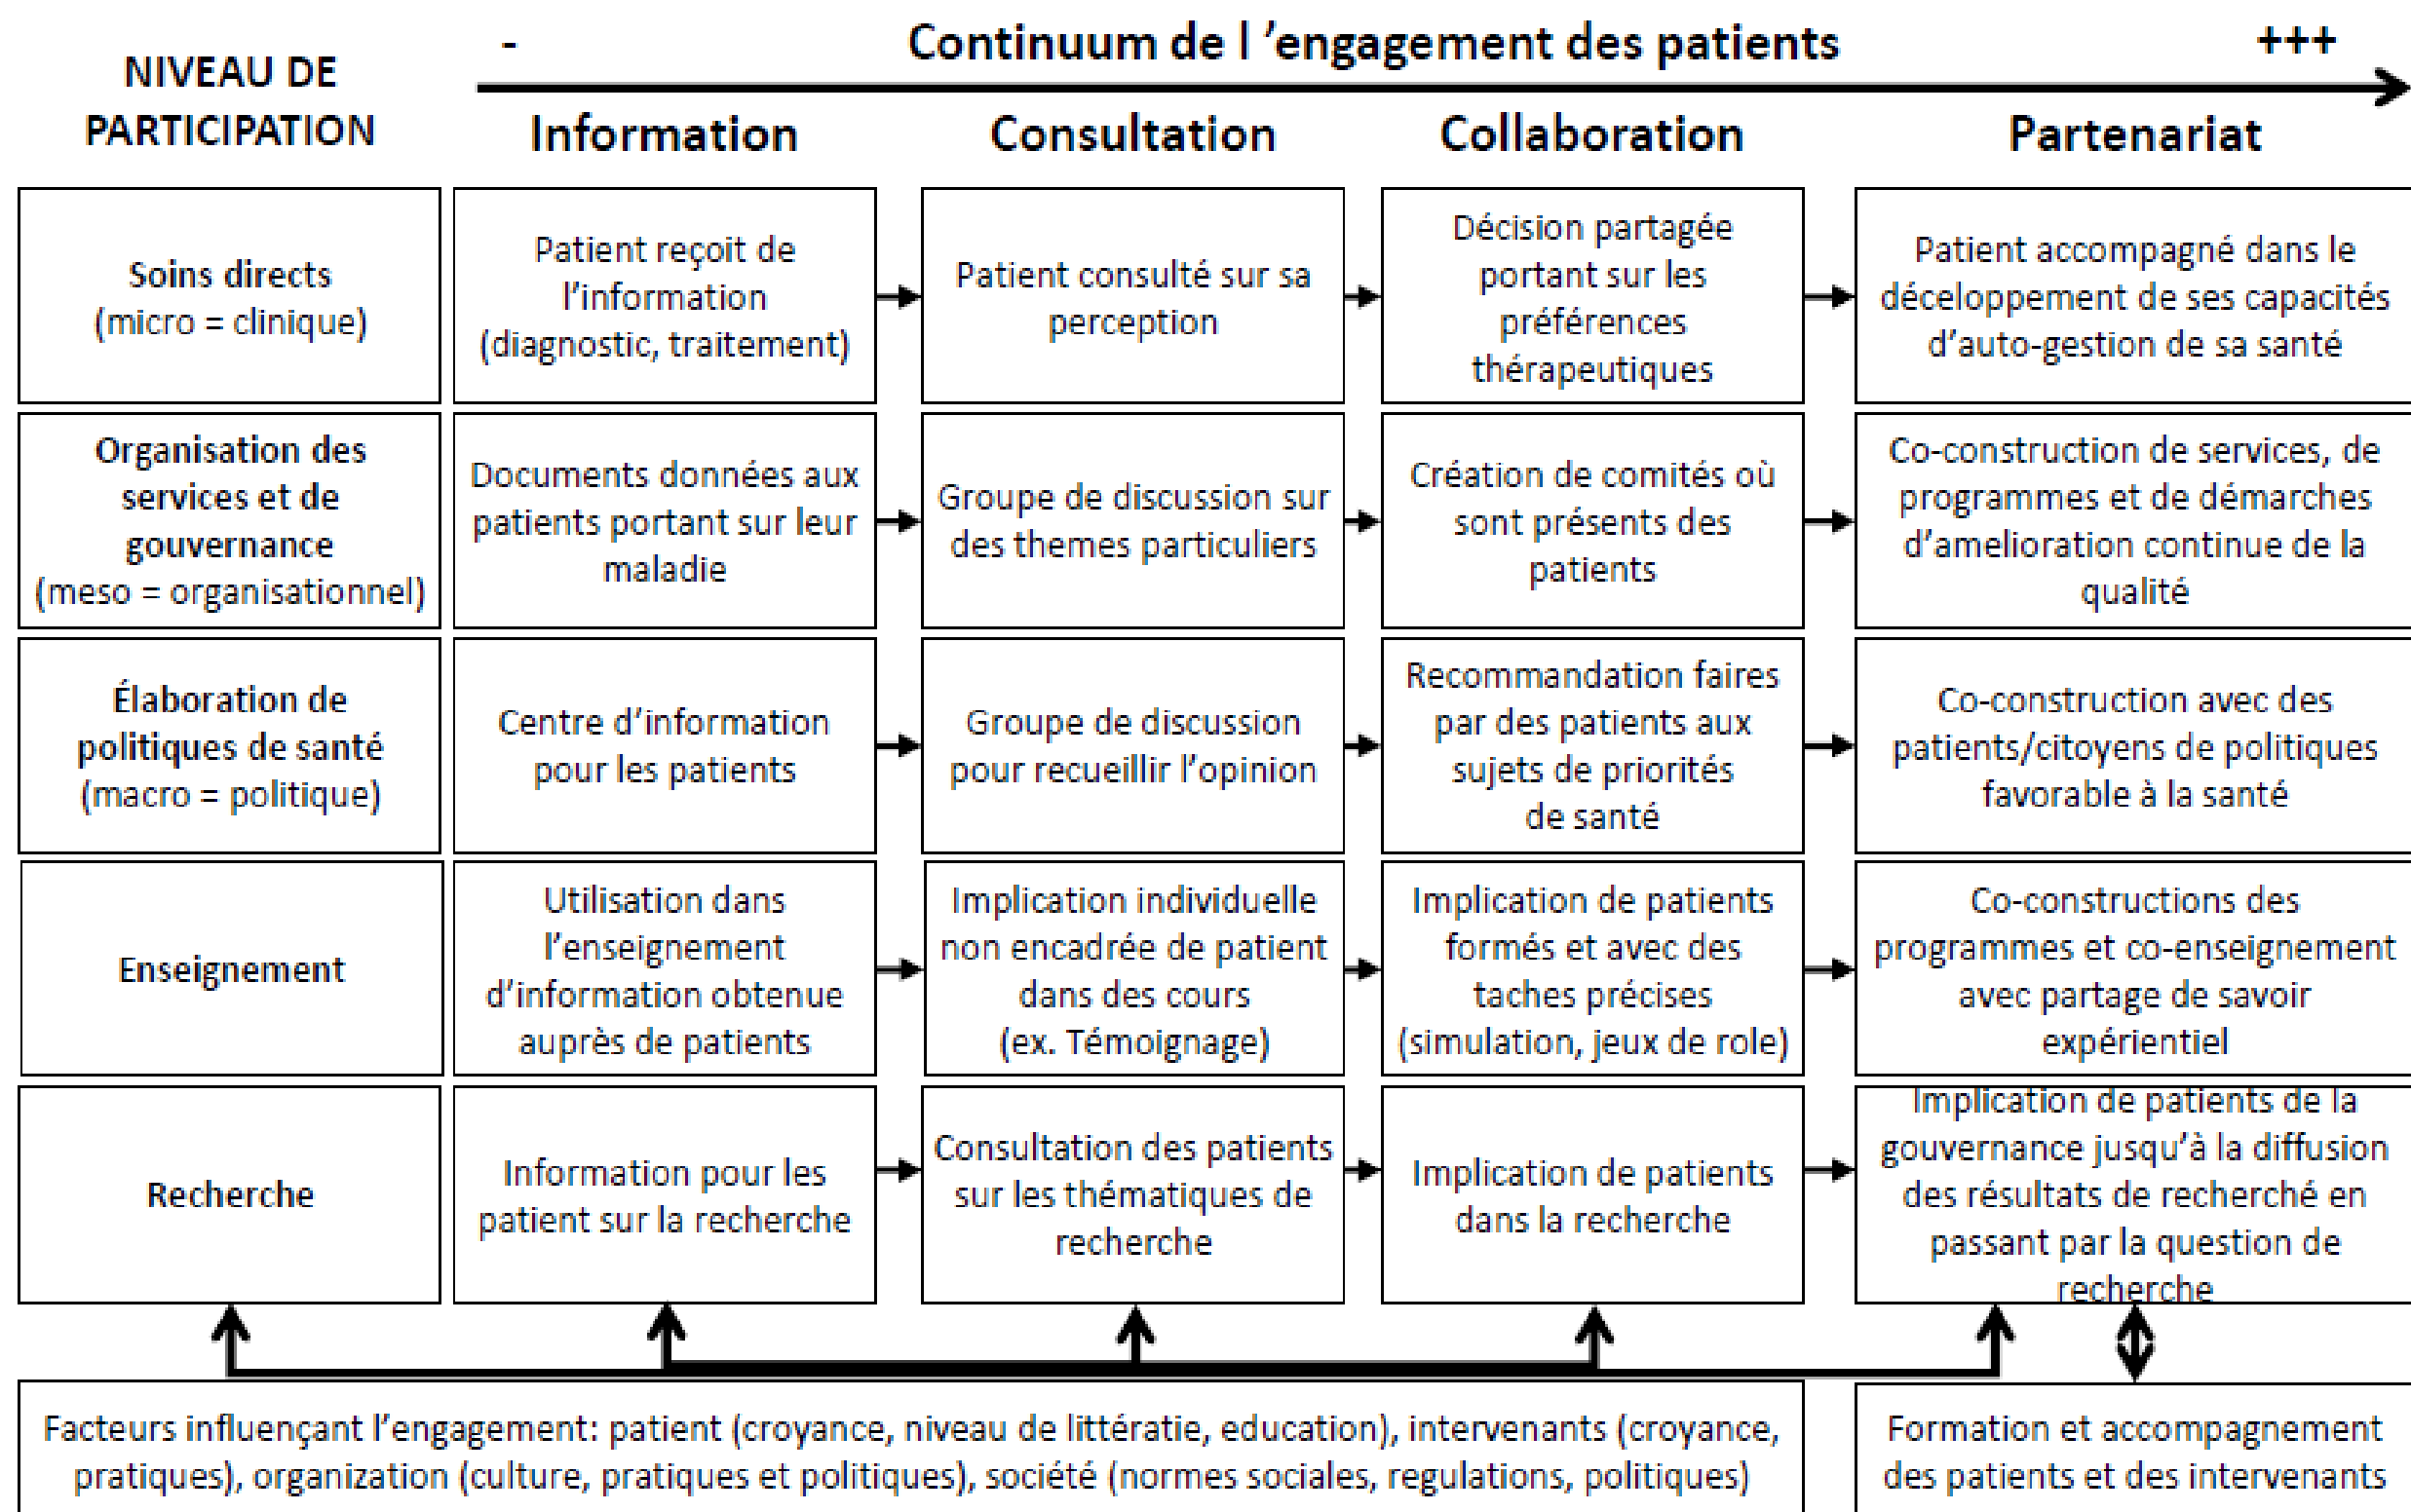 - Continuum de l ’engagement des patients +++
NIVEAU DE
PARTICIPATION
Information
Consultation
Collaboration
Partenariat
Soins directs
(micro = clinique)
Patient reçoit de
l’information
(diagnostic, traitement)
Patient consulté sur sa
perception
Décision partagée
portant sur les
préférences
thérapeutiques
Patient accompagné dans le
déceloppement de ses capacités
d’auto-gestion de sa santé
Organisation des
services et de
gouvernance
(meso = organisationnel)
Documents données aux
patients portant sur leur
maladie
Groupe de discussion sur
des themes particuliers
Création de comités où
sont présents des
patients
Co-construction de services, de
programmes et de démarches
d’amelioration continue de la
qualité
Élaboration de
politiques de santé
(macro = politique)
Centre d’information
pour les patients
Groupe de discussion
pour recueillir l’opinion
Recommandation faires
par des patients aux
sujets de priorités
de santé
Co-construction avec des
patients/citoyens de politiques
favorable à la santé
Enseignement
Utilisation dans
l’enseignement
d’information obtenue
auprès de patients
Implication individuelle
non encadrée de patient
dans des cours
(ex. Témoignage)
Implication de patients
formés et avec des
taches précises
(simulation, jeux de role)
Co-constructions des
programmes et co-enseignement
avec partage de savoir
expérientiel
Recherche
Information pour les
patient sur la recherche
Consultation des patients
sur les thématiques de
recherche
Implication de patients
dans la recherche
Implication de patients de la
gouvernance jusqu’à la diffusion
des résultats de recherché en
passant par la question de
recherche
Facteurs influençant l’engagement: patient (croyance, niveau de littératie, education), intervenants (croyance,
pratiques), organization (culture, pratiques et politiques), société (normes sociales, regulations, politiques)
Formation et accompagnement
des patients et des intervenants